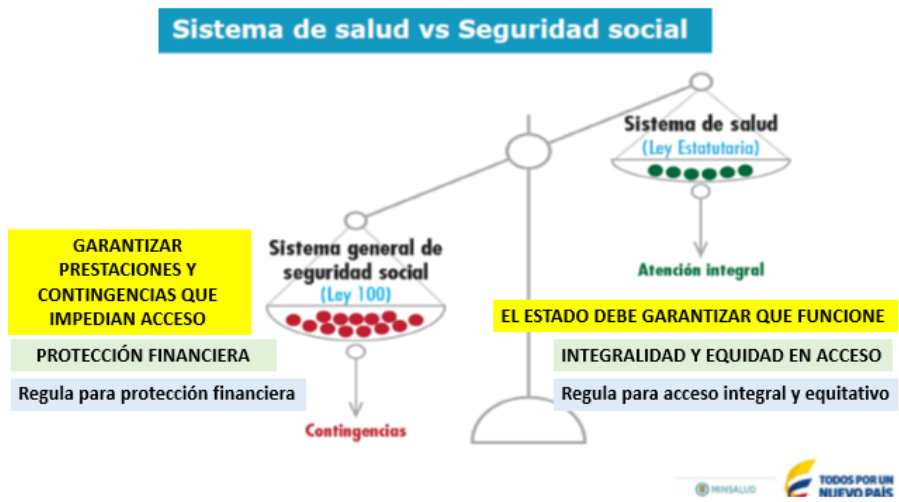 Sistema de salud vs Seguridad social
Sistema de salud
(Ley Estatutaria)
Atención integral
GARANTIZAR
PRESTACIONES Y
CONTINGENCIAS QUE
IMPEDIAN ACCESO
PROTECCIÓN FINANCIERA
Regula para protección financiera
Sistema general de
seguridad social
(Ley 100)
Contingencias
EL ESTADO DEBE GARANTIZAR QUE FUNCIONE
INTEGRALIDAD Y EQUIDAD EN ACCESO
Regula para acceso integral y equitativo
MINSALUD
TODOS POR UN
NUEVO PAÍS